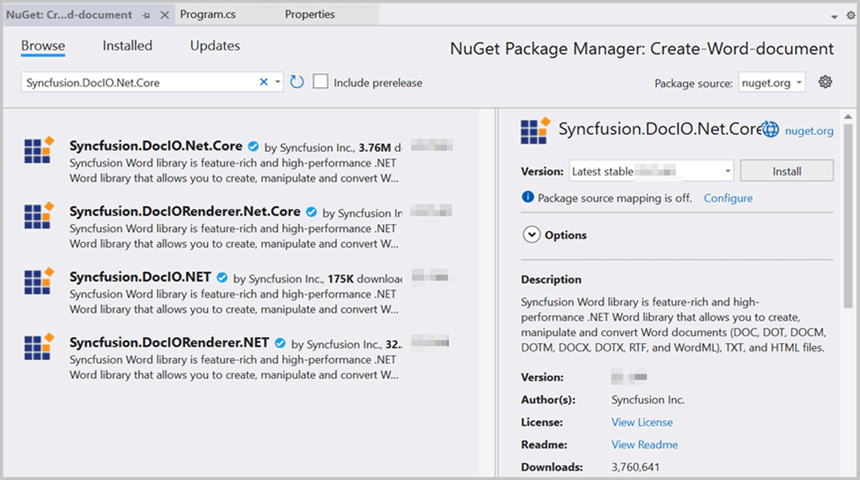 NuGet: Cr...d-document
Program.cs
Properties
Browse
Installed
Updates
NuGet Package Manager: Create-Word-document
Syncfusion.DocIO.Net.Core
Include prerelease
Package source: nuget.org
Syncfusion.DocIO.Net.Core by Syncfusion Inc., 3.76M d
Syncfusion Word library is feature-rich and high-performance .NET
Word library that allows you to create, manipulate and convert W...
Syncfusion.DocIORenderer.Net.Core by Syncfusion In
Syncfusion Word library is feature-rich and high-performance .NET
Word library that allows you to create, manipulate and convert W...
Syncfusion.DocIO.NET by Syncfusion Inc., 175K downloa
Syncfusion Word library is feature-rich and high-performance .NET
Word library that allows you to create, manipulate and convert W...
Syncfusion.DocIORenderer.NET by Syncfusion Inc., 32.
Syncfusion Word library is feature-rich and high-performance .NET
Word library that allows you to create, manipulate and convert W...
Syncfusion.DocIO.Net.Core nuget.org
Version: Latest stable Install
Package source mapping is off. Configure
Options
Description
Syncfusion Word library is feature-rich and high-
performance .NET Word library that allows you to create,
manipulate and convert Word documents (DOC, DOT, DOCM,
DOTM, DOCX, DOTX, RTF, and WordML), TXT, and HTML files.
Version:
Author(s): Syncfusion Inc.
License: View License
Readme: View Readme
Downloads: 3,760,641